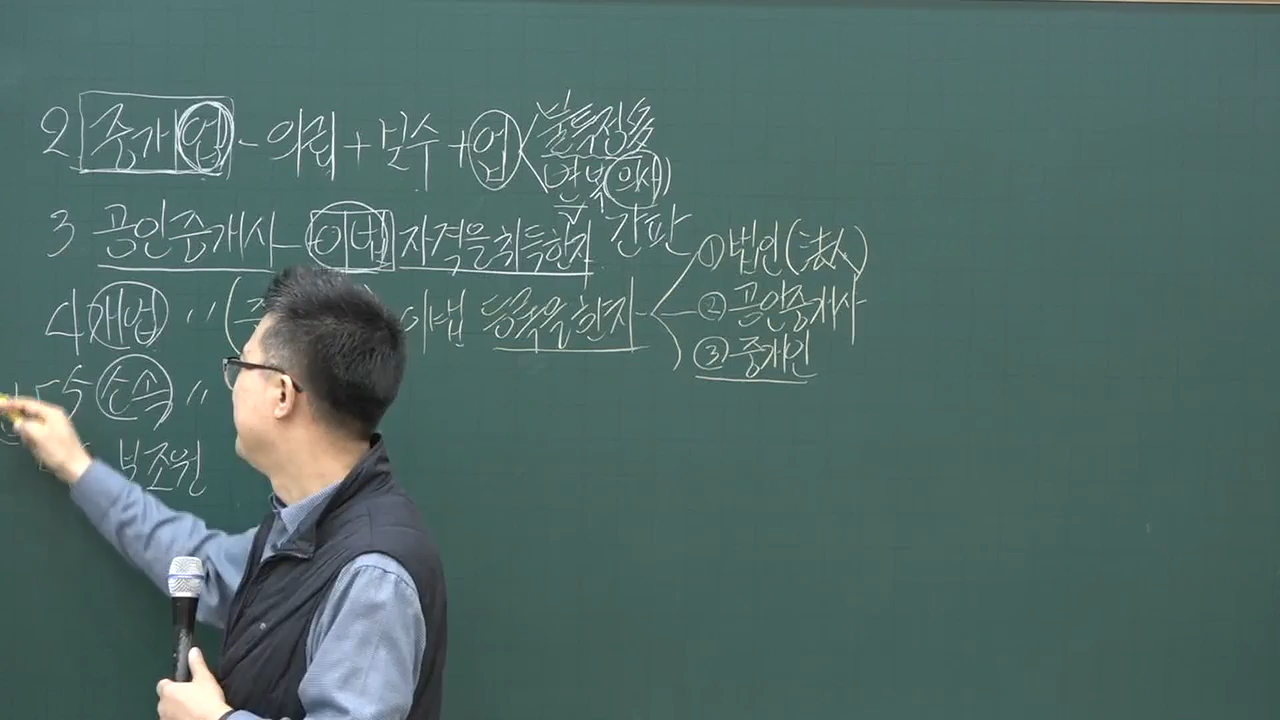 2 중개업 - 의뢰 + 보수 + 업 < 불특정多
계속 의사)
간판
3 공인중개사 - 이법 자격을 취득한자
4 개업 〃 (중 이법 등록을 한자 ① 법인(法人)
② 공인중개사
③ 중개인
5 소속 〃
보조원